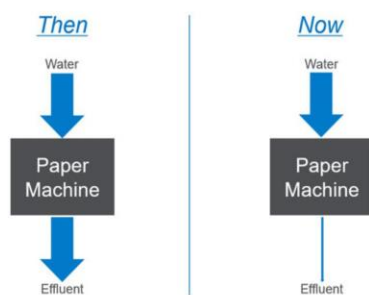 Then
Water
Paper
Machine
Effluent
Now
Water
Paper
Machine
Effluent